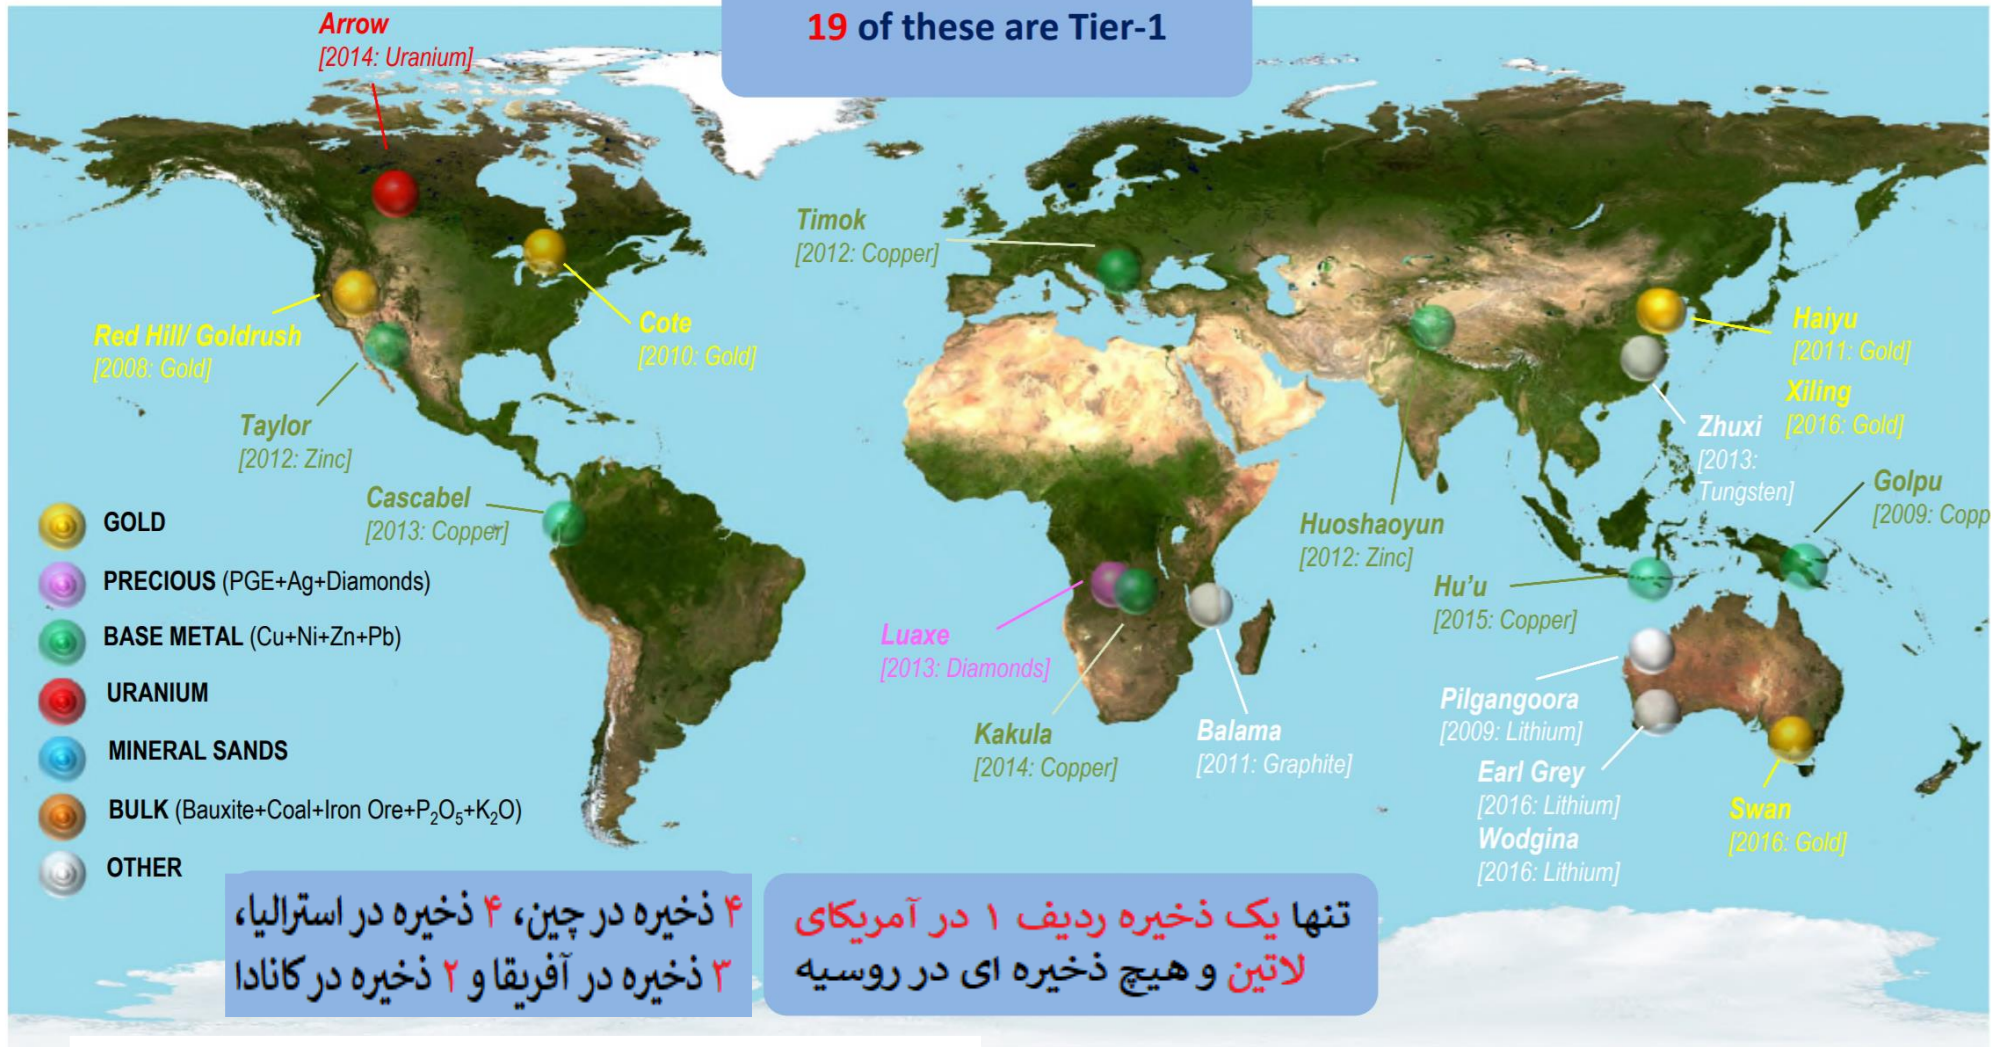 19 of these are Tier-1
Arrow
[2014: Uranium]
Timok
[2012: Copper]
Red Hill/ Goldrush
[2008: Gold]
Cote
[2010: Gold]
Haiyu
[2011: Gold]
Xiling
[2016: Gold]
Taylor
[2012: Zinc]
Zhuxi
[2013:
Tungsten]
Cascabel
[2013: Copper]
Golpu
[2009: Copp
Huoshaoyun
[2012: Zinc]
Hu'u
[2015: Copper]
Luaxe
[2013: Diamonds]
Kakula
[2014: Copper]
Balama
[2011: Graphite]
Pilgangoora
[2009: Lithium]
Earl Grey
[2016: Lithium]
Wodgina
[2016: Lithium]
Swan
[2016: Gold]
GOLD
PRECIOUS (PGE+Ag+Diamonds)
BASE METAL (Cu+Ni+Zn+Pb)
URANIUM
MINERAL SANDS
BULK (Bauxite+Coal+Iron Ore+P₂O₅+K₂O)
OTHER
۴ ذخیره در چین، ۴ ذخیره در استرالیا،
۳ ذخیره در آفریقا و ۲ ذخیره در کانادا
تنها یک ذخیره ردیف ۱ در آمریکای
لاتین و هیچ ذخیره ای در روسیه